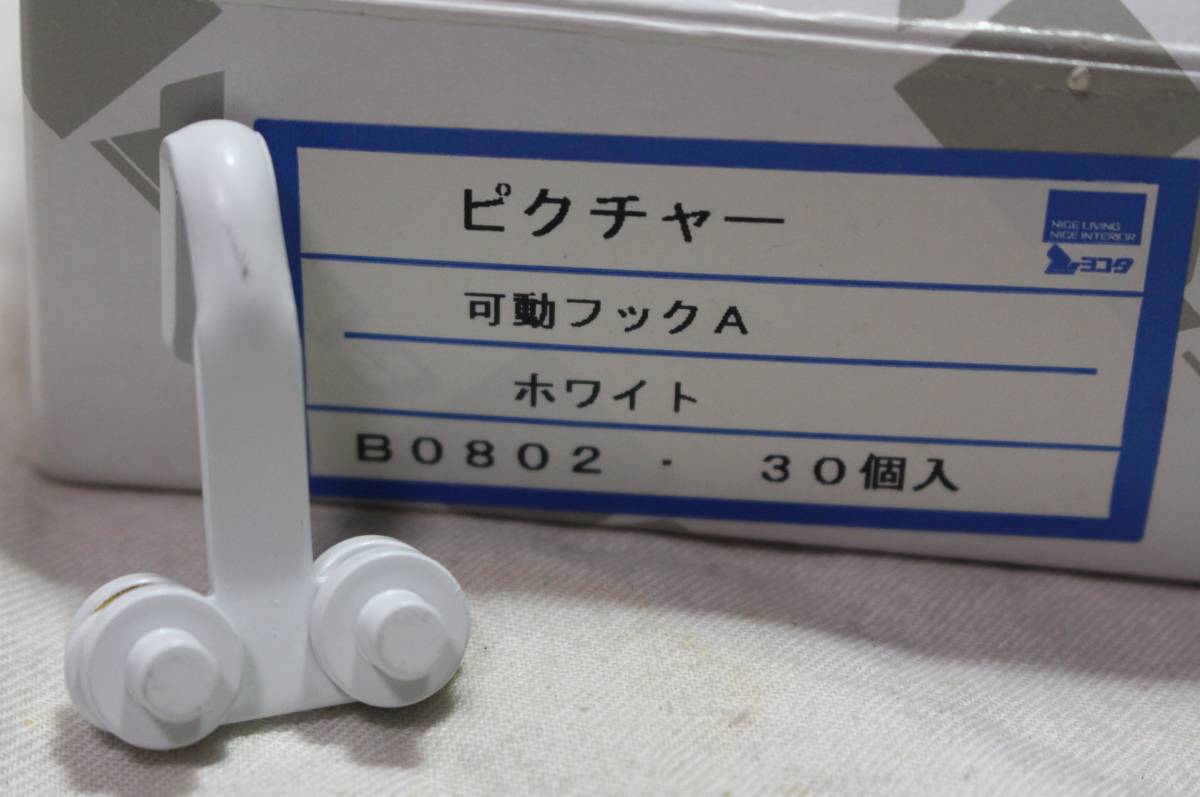 ピクチャー
NICE LIVING
NICE INTERIOR
ヨコタ
可動フックA
ホワイト
B0802・30個入